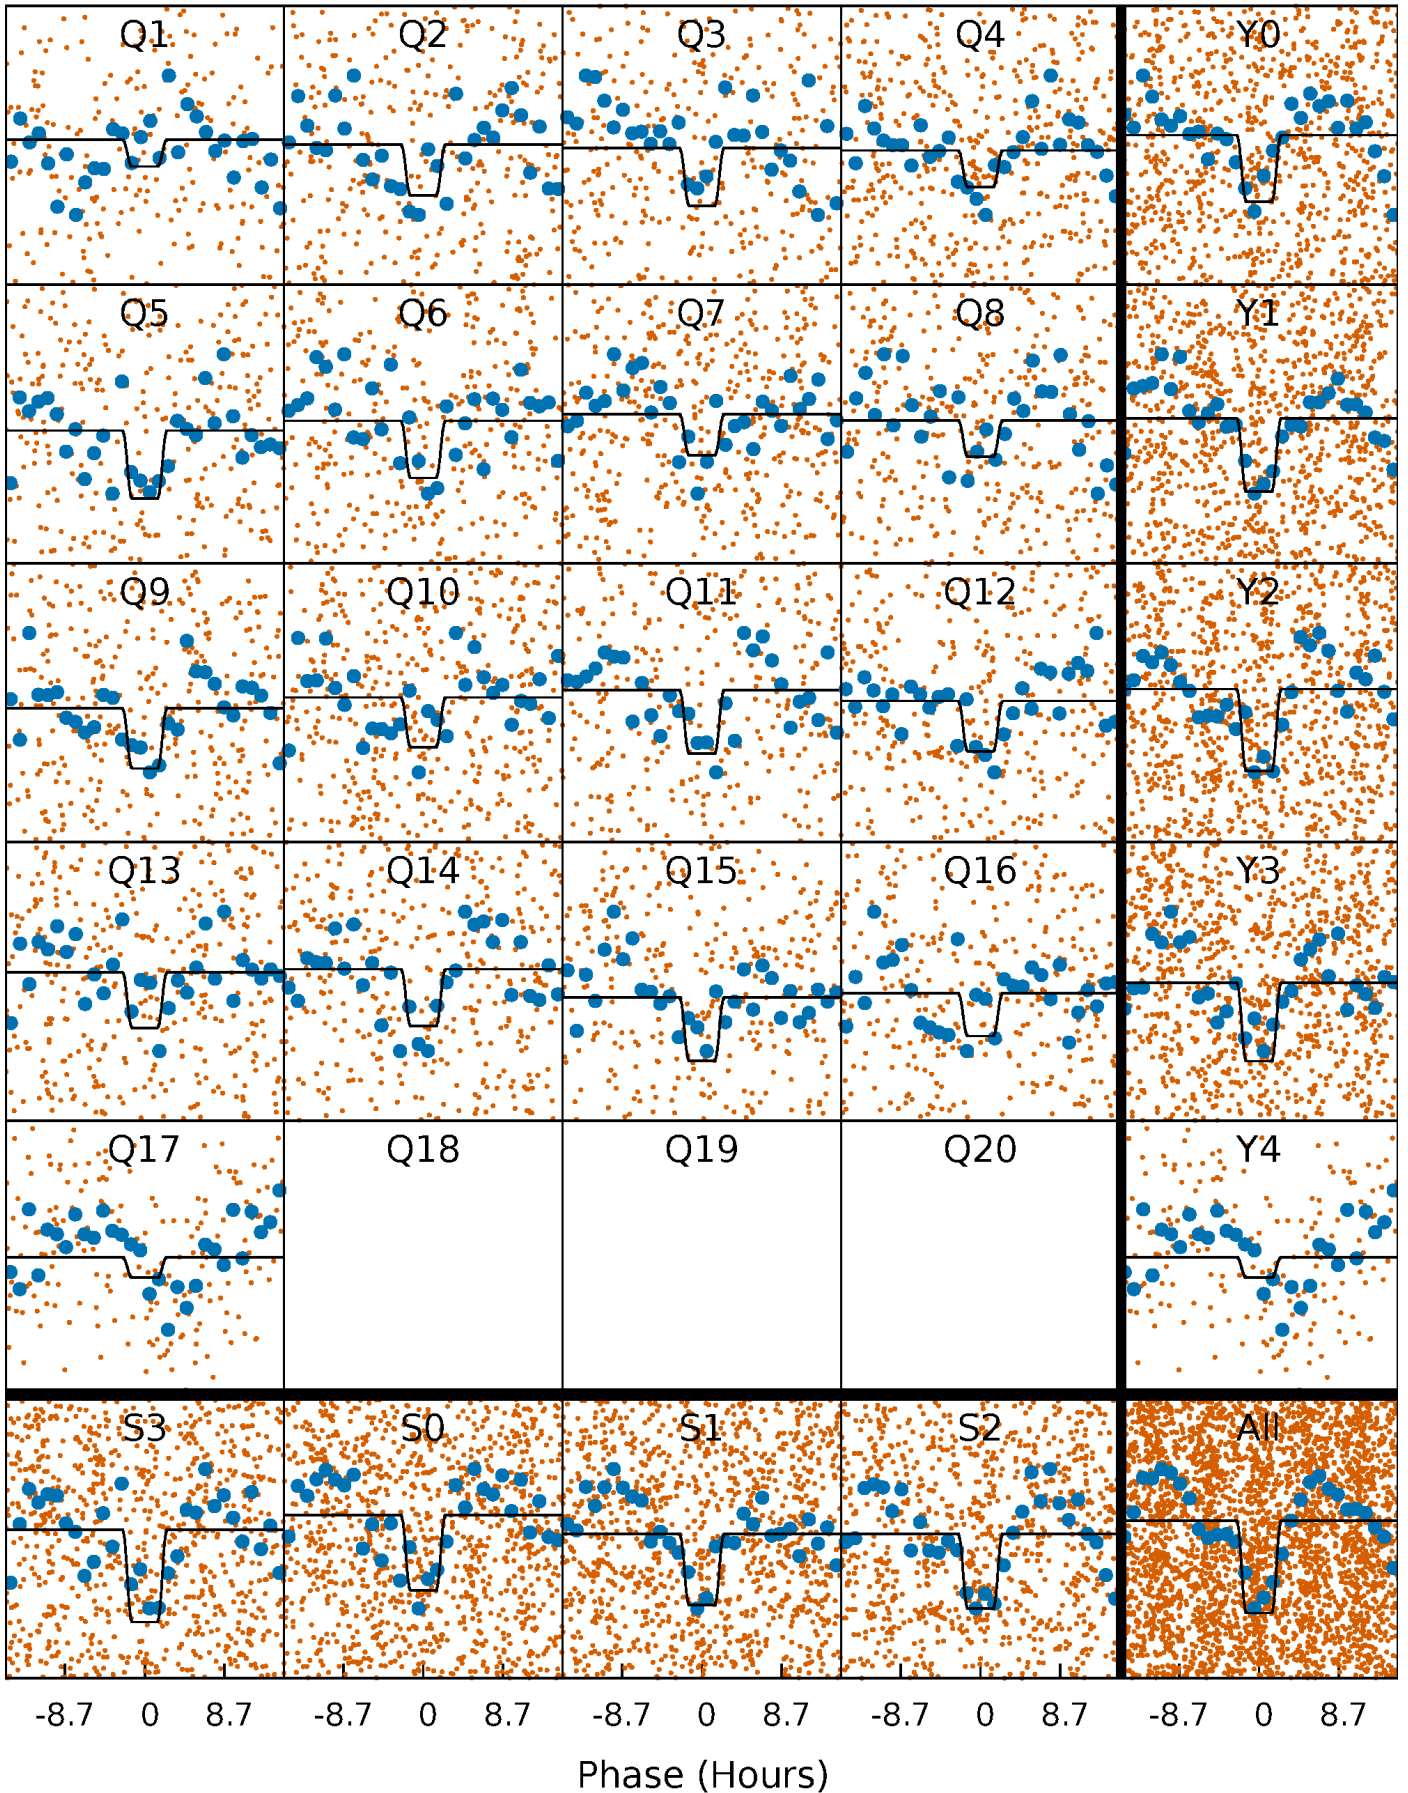 Q1 Q2 Q3 Q4 Y0
Q5 Q6 Q7 Q8 Y1
Q9 Q10 Q11 Q12 Y2
Q13 Q14 Q15 Q16 Y3
Q17 Q18 Q19 Q20 Y4
S3 S0 S1 S2 All
-8.7 0 8.7 -8.7 0 8.7 -8.7 0 8.7 -8.7 0 8.7 -8.7 0 8.7
Phase (Hours)